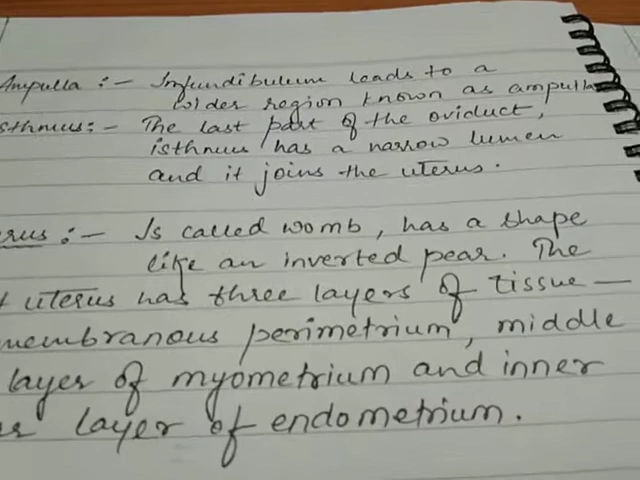 Ampulla :- Infundibulum leads to a
wider region known as ampulla
sthmus:- The last part of the oviduct,
isthmus has a narrow lumen
and it joins the uterus.
erus :- Is called womb, has a shape
like an inverted pear. The
uterus has three layers of tissue -
membranous perimetrium, middle
layer of myometrium and inner
layer of endometrium.